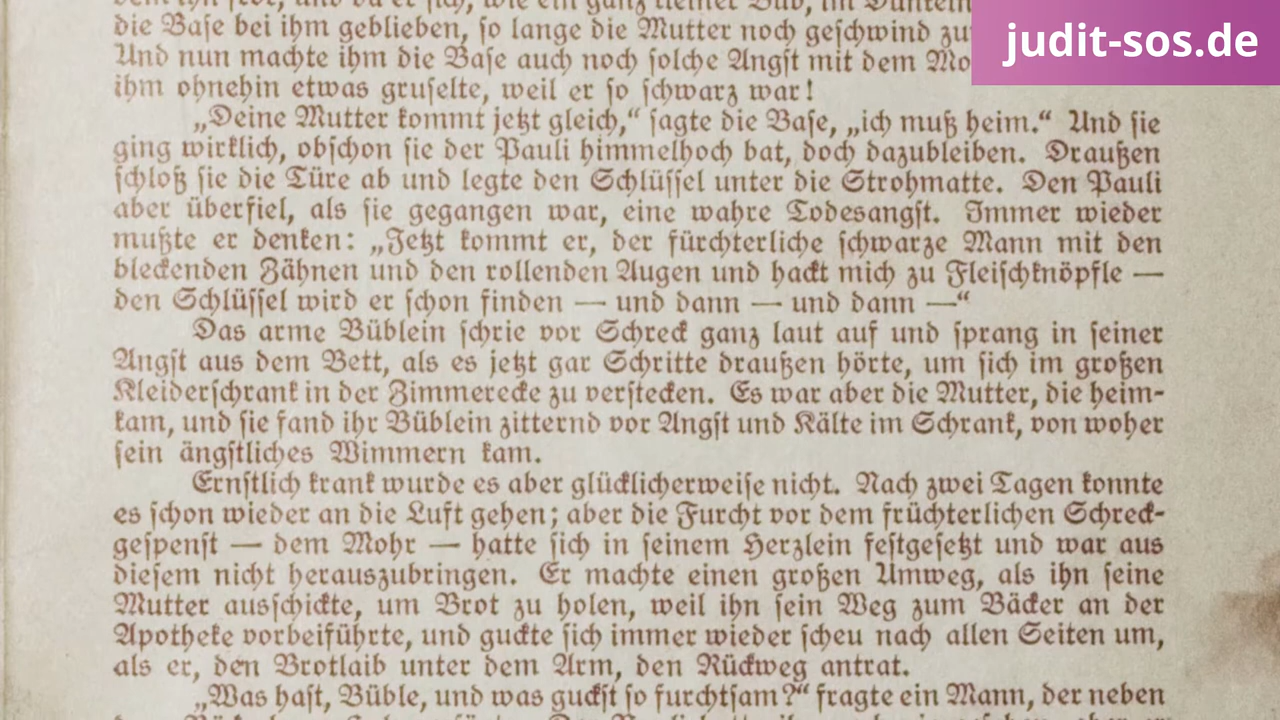 die Base bei ihm geblieben, so lange die Mutter noch geschwind zu
judit-sos.de
Und nun machte ihm die Base auch noch solche Angst mit dem Mo
ihm ohnehin etwas gruselte, weil er so schwarz war!
„Deine Mutter kommt jetzt gleich,“ sagte die Base, „ich muß heim.“ Und sie
ging wirklich, obschon sie der Pauli himmelhoch bat, doch dazubleiben. Draußen
schloß sie die Türe ab und legte den Schlüssel unter die Strohmatte. Den Pauli
aber überfiel, als sie gegangen war, eine wahre Todesangst. Immer wieder
mußte er denken: „Jetzt kommt er, der fürchterliche schwarze Mann mit den
bleckenden Zähnen und den rollenden Augen und hackt mich zu Fleischknöpfle —
den Schlüssel wird er schon finden — und dann — und dann —“
Das arme Büblein schrie vor Schreck ganz laut auf und sprang in seiner
Angst aus dem Bett, als es jetzt gar Schritte draußen hörte, um sich im großen
Kleiderschrank in der Zimmerecke zu verstecken. Es war aber die Mutter, die heim-
kam, und sie fand ihr Büblein zitternd vor Angst und Kälte im Schrank, von woher
sein ängstliches Wimmern kam.
Ernstlich krank wurde es aber glücklicherweise nicht. Nach zwei Tagen konnte
es schon wieder an die Luft gehen; aber die Furcht vor dem früchterlichen Schreck-
gespenst — dem Mohr — hatte sich in seinem Herzlein festgesetzt und war aus
diesem nicht herauszubringen. Er machte einen großen Umweg, als ihn seine
Mutter ausschickte, um Brot zu holen, weil ihn sein Weg zum Bäcker an der
Apotheke vorbeiführte, und guckte sich immer wieder scheu nach allen Seiten um,
als er, den Brotlaib unter dem Arm, den Rückweg antrat.
„Was hast, Büble, und was guckst so furchtsam?“ fragte ein Mann, der neben